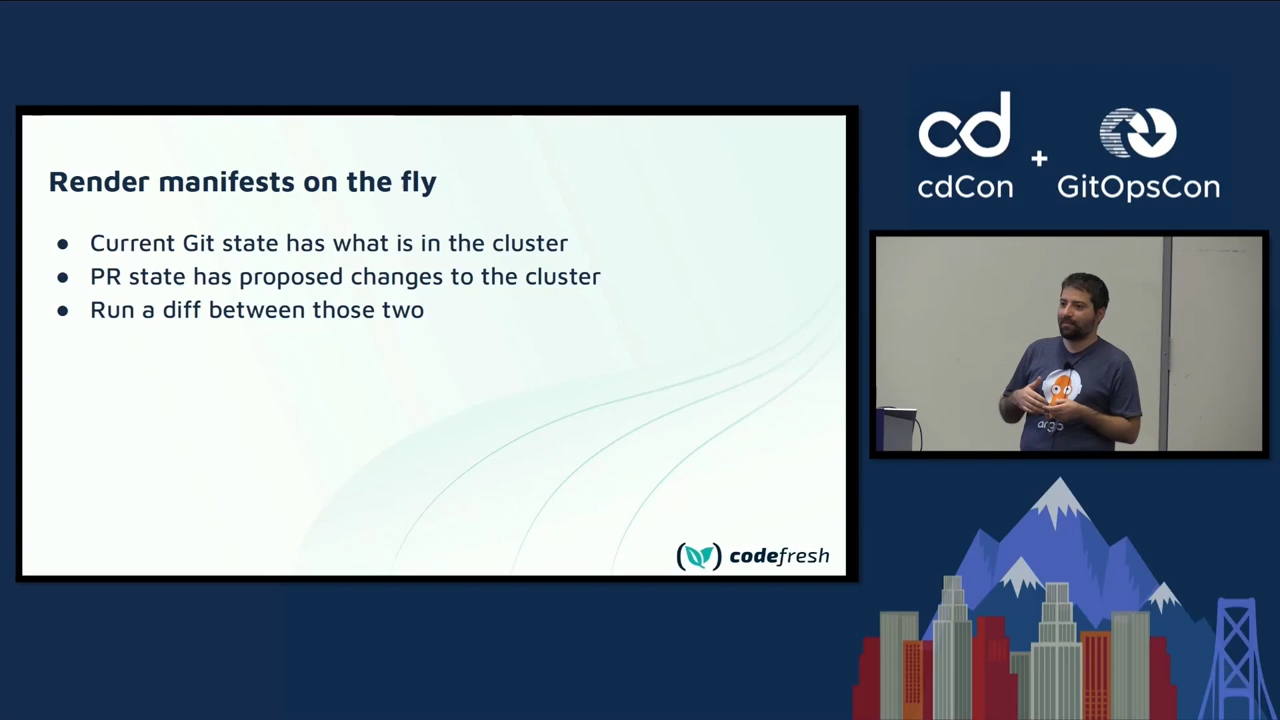 Render manifests on the fly
● Current Git state has what is in the cluster
● PR state has proposed changes to the cluster
● Run a diff between those two
codefresh
cd
+
cdCon
GitOpsCon
argo